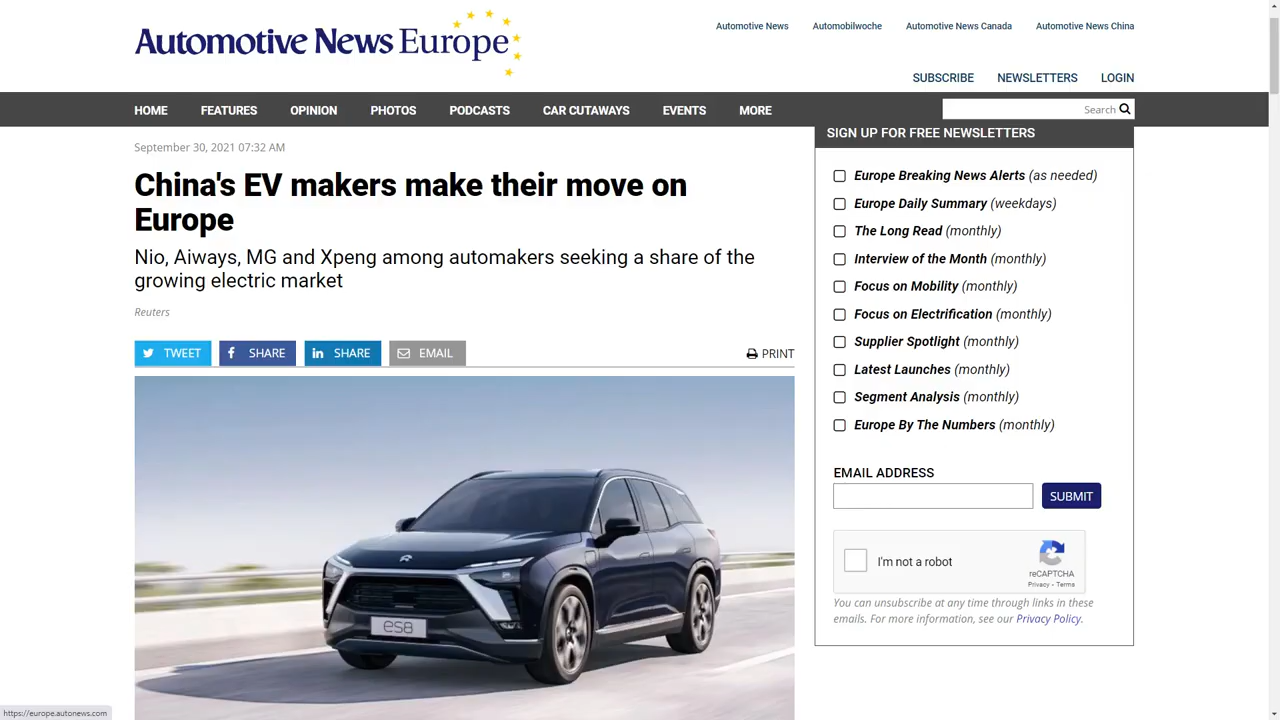 Automotive News Europe
Automotive News
Automobilwoche
Automotive News Canada
Automotive News China
SUBSCRIBE
NEWSLETTERS
LOGIN
HOME
FEATURES
OPINION
PHOTOS
PODCASTS
CAR CUTAWAYS
EVENTS
MORE
Search
September 30, 2021 07:32 AM
China's EV makers make their move on
Europe
Nio, Aiways, MG and Xpeng among automakers seeking a share of the
growing electric market
Reuters
TWEET
SHARE
SHARE
EMAIL
PRINT
es8
SIGN UP FOR FREE NEWSLETTERS
Europe Breaking News Alerts (as needed)
Europe Daily Summary (weekdays)
The Long Read (monthly)
Interview of the Month (monthly)
Focus on Mobility (monthly)
Focus on Electrification (monthly)
Supplier Spotlight (monthly)
Latest Launches (monthly)
Segment Analysis (monthly)
Europe By The Numbers (monthly)
EMAIL ADDRESS
SUBMIT
I'm not a robot
reCAPTCHA
Privacy - Terms
You can unsubscribe at any time through links in these
emails. For more information, see our Privacy Policy.
https://europe.autonews.com